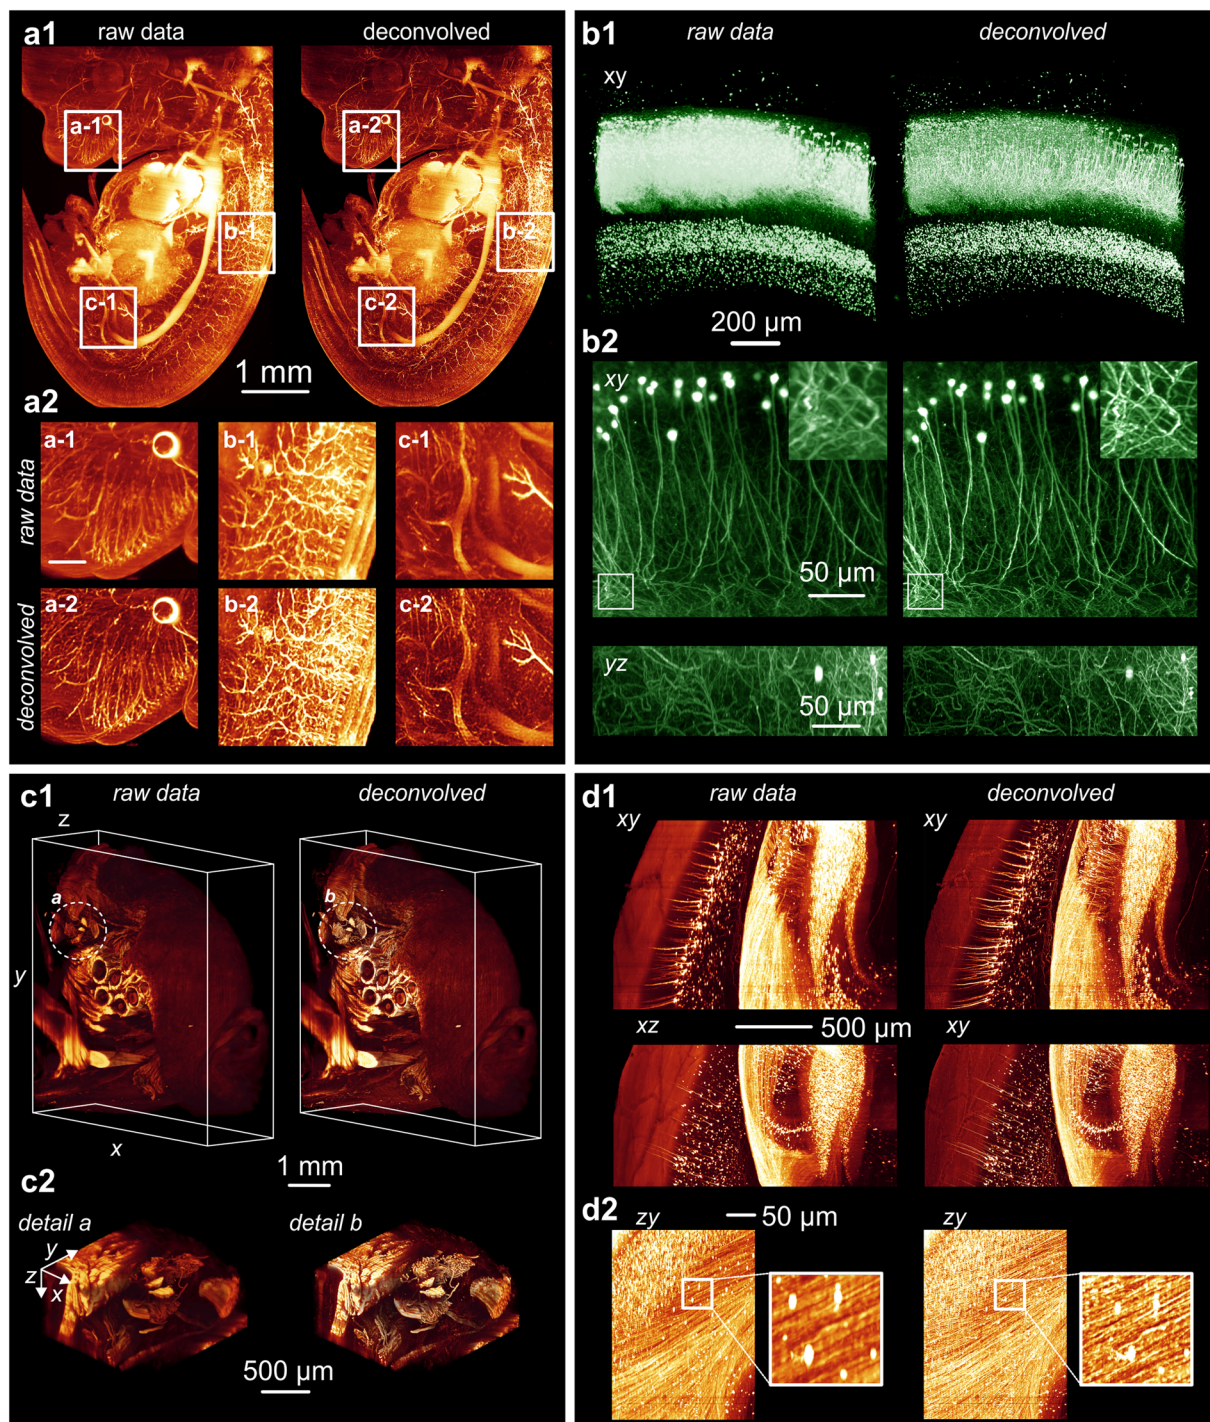 a1
raw data
deconvolved
a-1
a-2
b-1
b-2
c-1
c-2
1 mm
a2
raw data
a-1
b-1
c-1
deconvolved
a-2
b-2
c-2
b1
raw data
deconvolved
xy
200 µm
b2
xy
50 µm
yz
50 µm
c1
raw data
deconvolved
z
a
b
y
x
1 mm
c2
detail a
detail b
y
z
x
500 µm
d1
raw data
deconvolved
xy
xy
xz
500 µm
xy
d2
zy
50 µm
zy